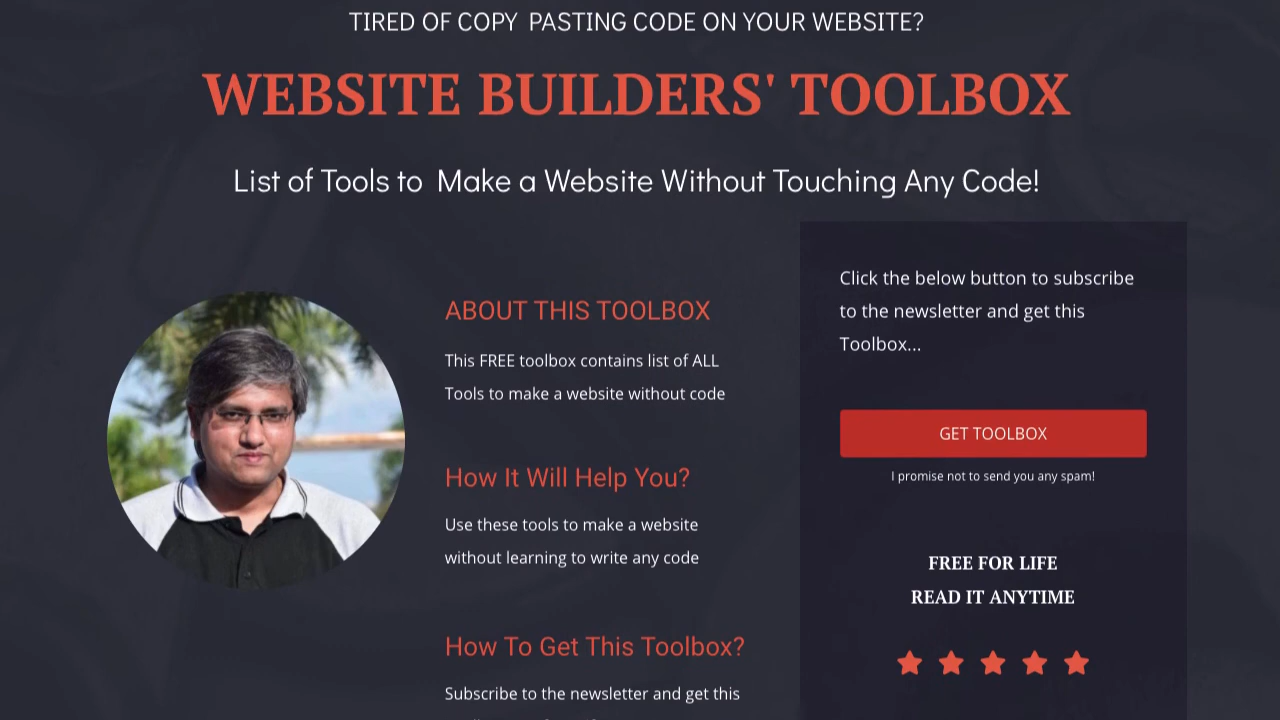 TIRED OF COPY PASTING CODE ON YOUR WEBSITE?
WEBSITE BUILDERS' TOOLBOX
List of Tools to Make a Website Without Touching Any Code!
ABOUT THIS TOOLBOX
This FREE toolbox contains list of ALL
Tools to make a website without code
How It Will Help You?
Use these tools to make a website
without learning to write any code
How To Get This Toolbox?
Subscribe to the newsletter and get this
Click the below button to subscribe
to the newsletter and get this
Toolbox...
GET TOOLBOX
I promise not to send you any spam!
FREE FOR LIFE
READ IT ANYTIME